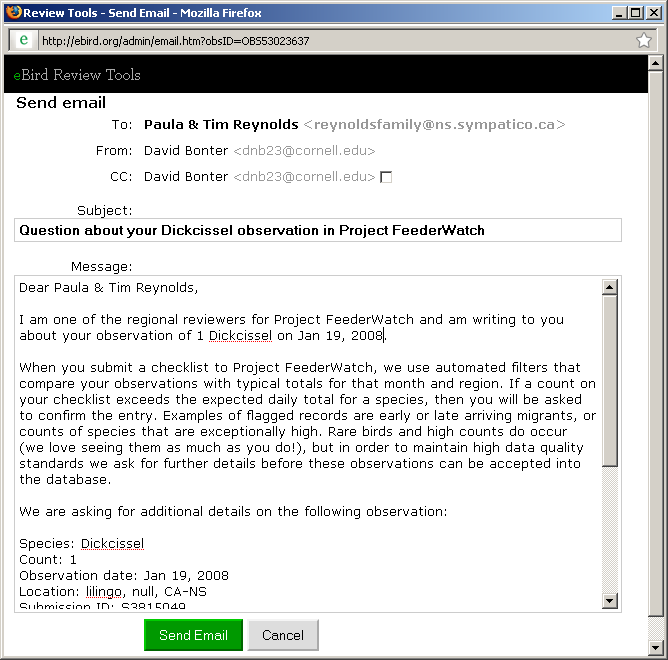 Review Tools - Send Email - Mozilla Firefox
http://ebird.org/admin/email.htm?obsID=OBS53023637
eBird Review Tools
Send email
To: Paula & Tim Reynolds <reynoldsfamily@ns.sympatico.ca>
From: David Bonter <dnb23@cornell.edu>
CC: David Bonter <dnb23@cornell.edu>
Subject:
Question about your Dickcissel observation in Project FeederWatch
Message:
Dear Paula & Tim Reynolds,
I am one of the regional reviewers for Project FeederWatch and am writing to you
about your observation of 1 Dickcissel on Jan 19, 2008.
When you submit a checklist to Project FeederWatch, we use automated filters that
compare your observations with typical totals for that month and region. If a count on
your checklist exceeds the expected daily total for a species, then you will be asked
to confirm the entry. Examples of flagged records are early or late arriving migrants, or
counts of species that are exceptionally high. Rare birds and high counts do occur
(we love seeing them as much as you do!), but in order to maintain high data quality
standards we ask for further details before these observations can be accepted into
the database.
We are asking for additional details on the following observation:
Species: Dickcissel
Count: 1
Observation date: Jan 19, 2008
Location: lilingo, null, CA-NS
Submission ID: S3815049
Send Email
Cancel